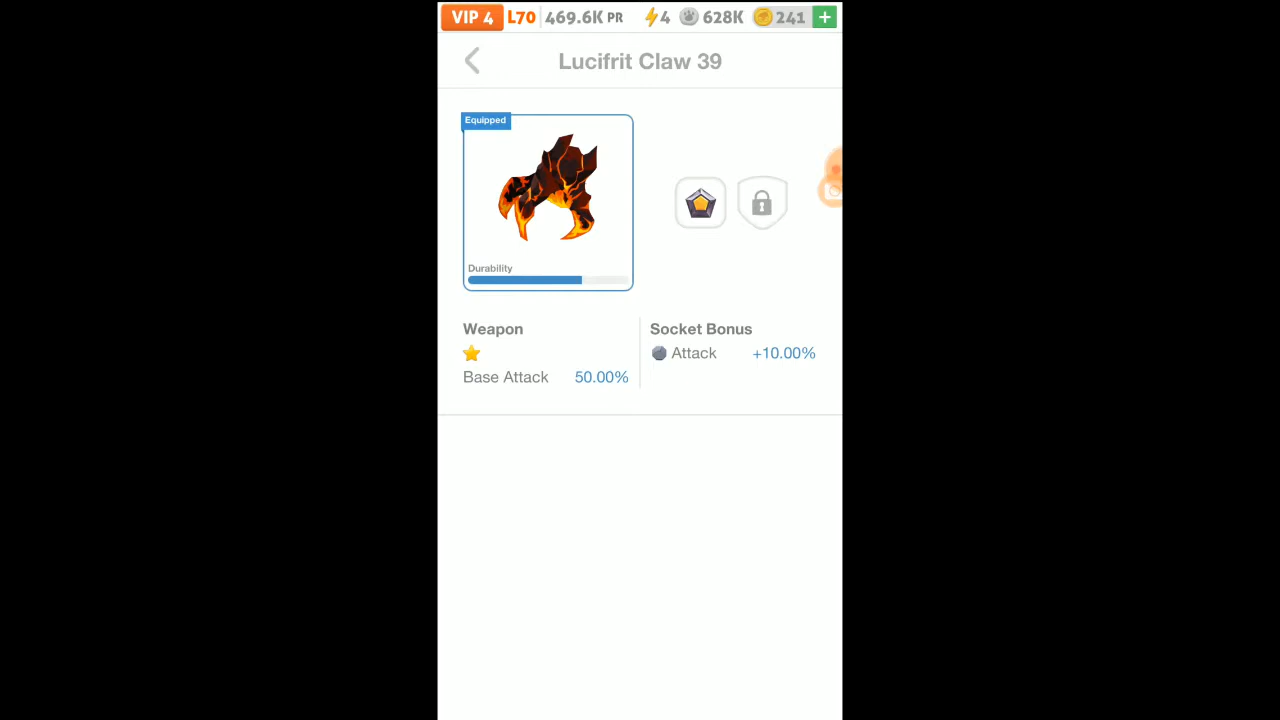 VIP 4 L70 469.6K PR 4 628K 241 +
Lucifrit Claw 39
Equipped
Durability
Weapon
Base Attack 50.00%
Socket Bonus
Attack +10.00%